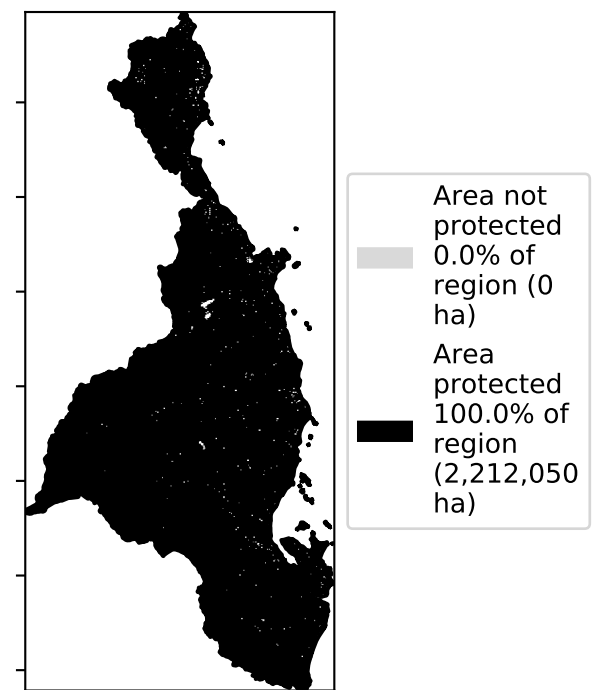 Area not
protected
0.0% of
region (0
ha)
Area
protected
100.0% of
region
(2,212,050
ha)